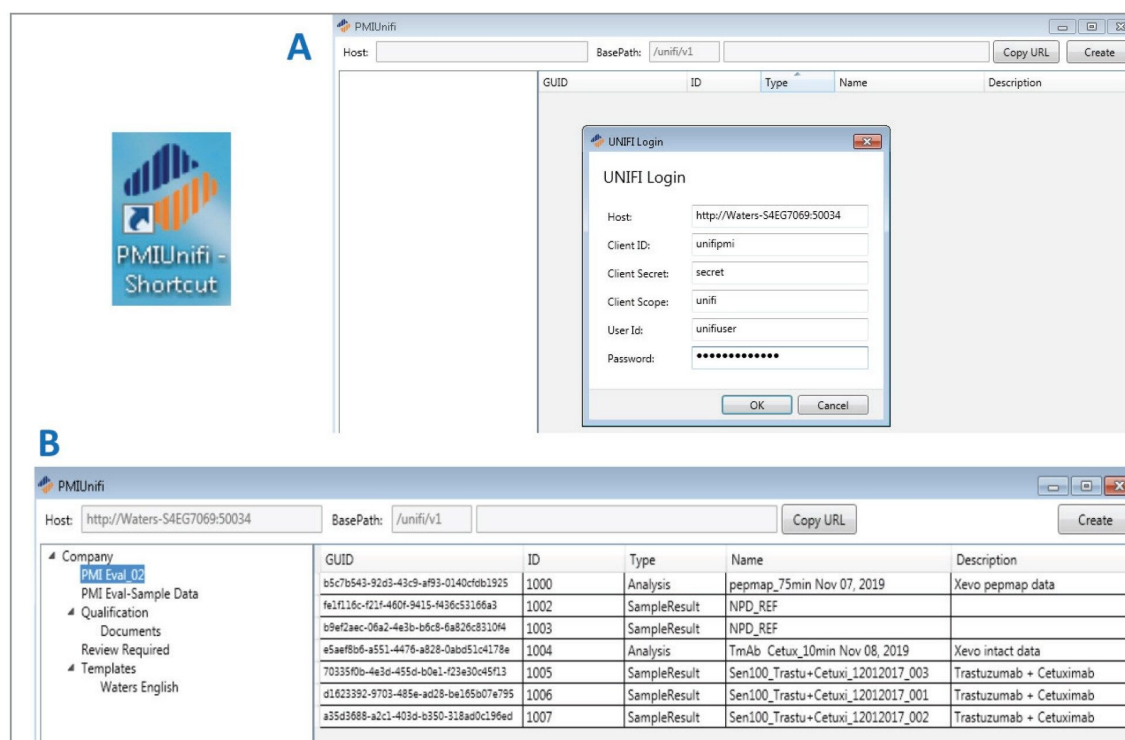 A
PMIUnifi
Host: BasePath: /unifi/v1 Copy URL Create
GUID ID Type Name Description
PMIUnifi -
Shortcut
UNIFI Login
UNIFI Login
Host: http://Waters-S4EG7069:50034
Client ID: unifipmi
Client Secret: secret
Client Scope: unifi
User Id: unifiuser
Password: •••••••••••••
OK Cancel
B
PMIUnifi
Host: http://Waters-S4EG7069:50034 BasePath: /unifi/v1 Copy URL Create
Company
PMI Eval_02
PMI Eval-Sample Data
Qualification
Documents
Review Required
Templates
Waters English
GUID ID Type Name Description
b5c7b543-92d3-43c9-af93-0140cfdb1925 1000 Analysis pepmap_75min Nov 07, 2019 Xevo pepmap data
fe1f116c-f21f-460f-9415-f436c53166a3 1002 SampleResult NPD_REF
b9ef2aec-06a2-4e3b-b6c8-6a826c8310f4 1003 SampleResult NPD_REF
e5aef8b6-a551-4476-a828-0abd51c4178e 1004 Analysis TmAb Cetux_10min Nov 08, 2019 Xevo intact data
70335f0b-4e3d-455d-b0e1-f23e30c45f13 1005 SampleResult Sen100_Trastu+Cetuxi_12012017_003 Trastuzumab + Cetuximab
d1623392-9703-485e-ad28-be165b07e795 1006 SampleResult Sen100_Trastu+Cetuxi_12012017_001 Trastuzumab + Cetuximab
a35d3688-a2c1-403d-b350-318ad0c196ed 1007 SampleResult Sen100_Trastu+Cetuxi_12012017_002 Trastuzumab + Cetuximab